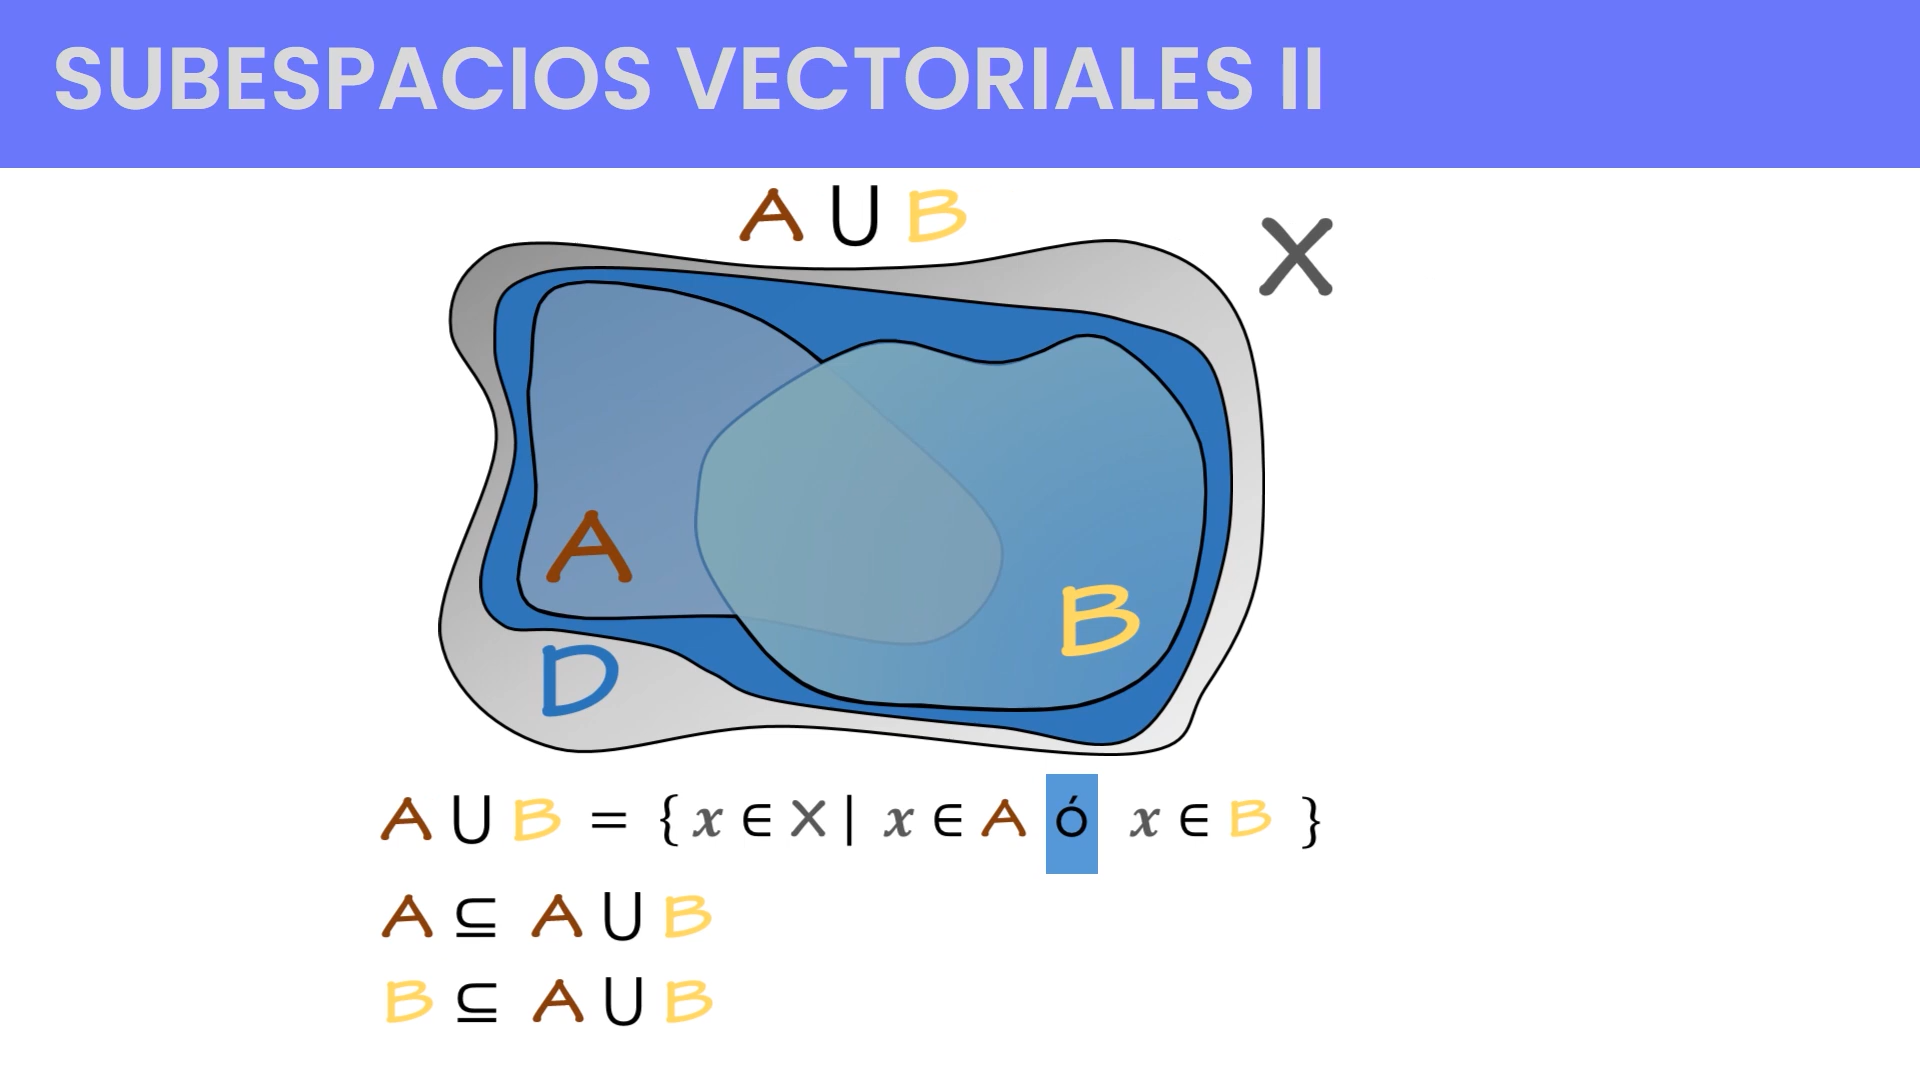 SUBESPACIOS VECTORIALES II
A ∪ B
X
A
B
D
A ∪ B = { x ∈ X | x ∈ A ó x ∈ B }
A ⊆ A ∪ B
B ⊆ A ∪ B